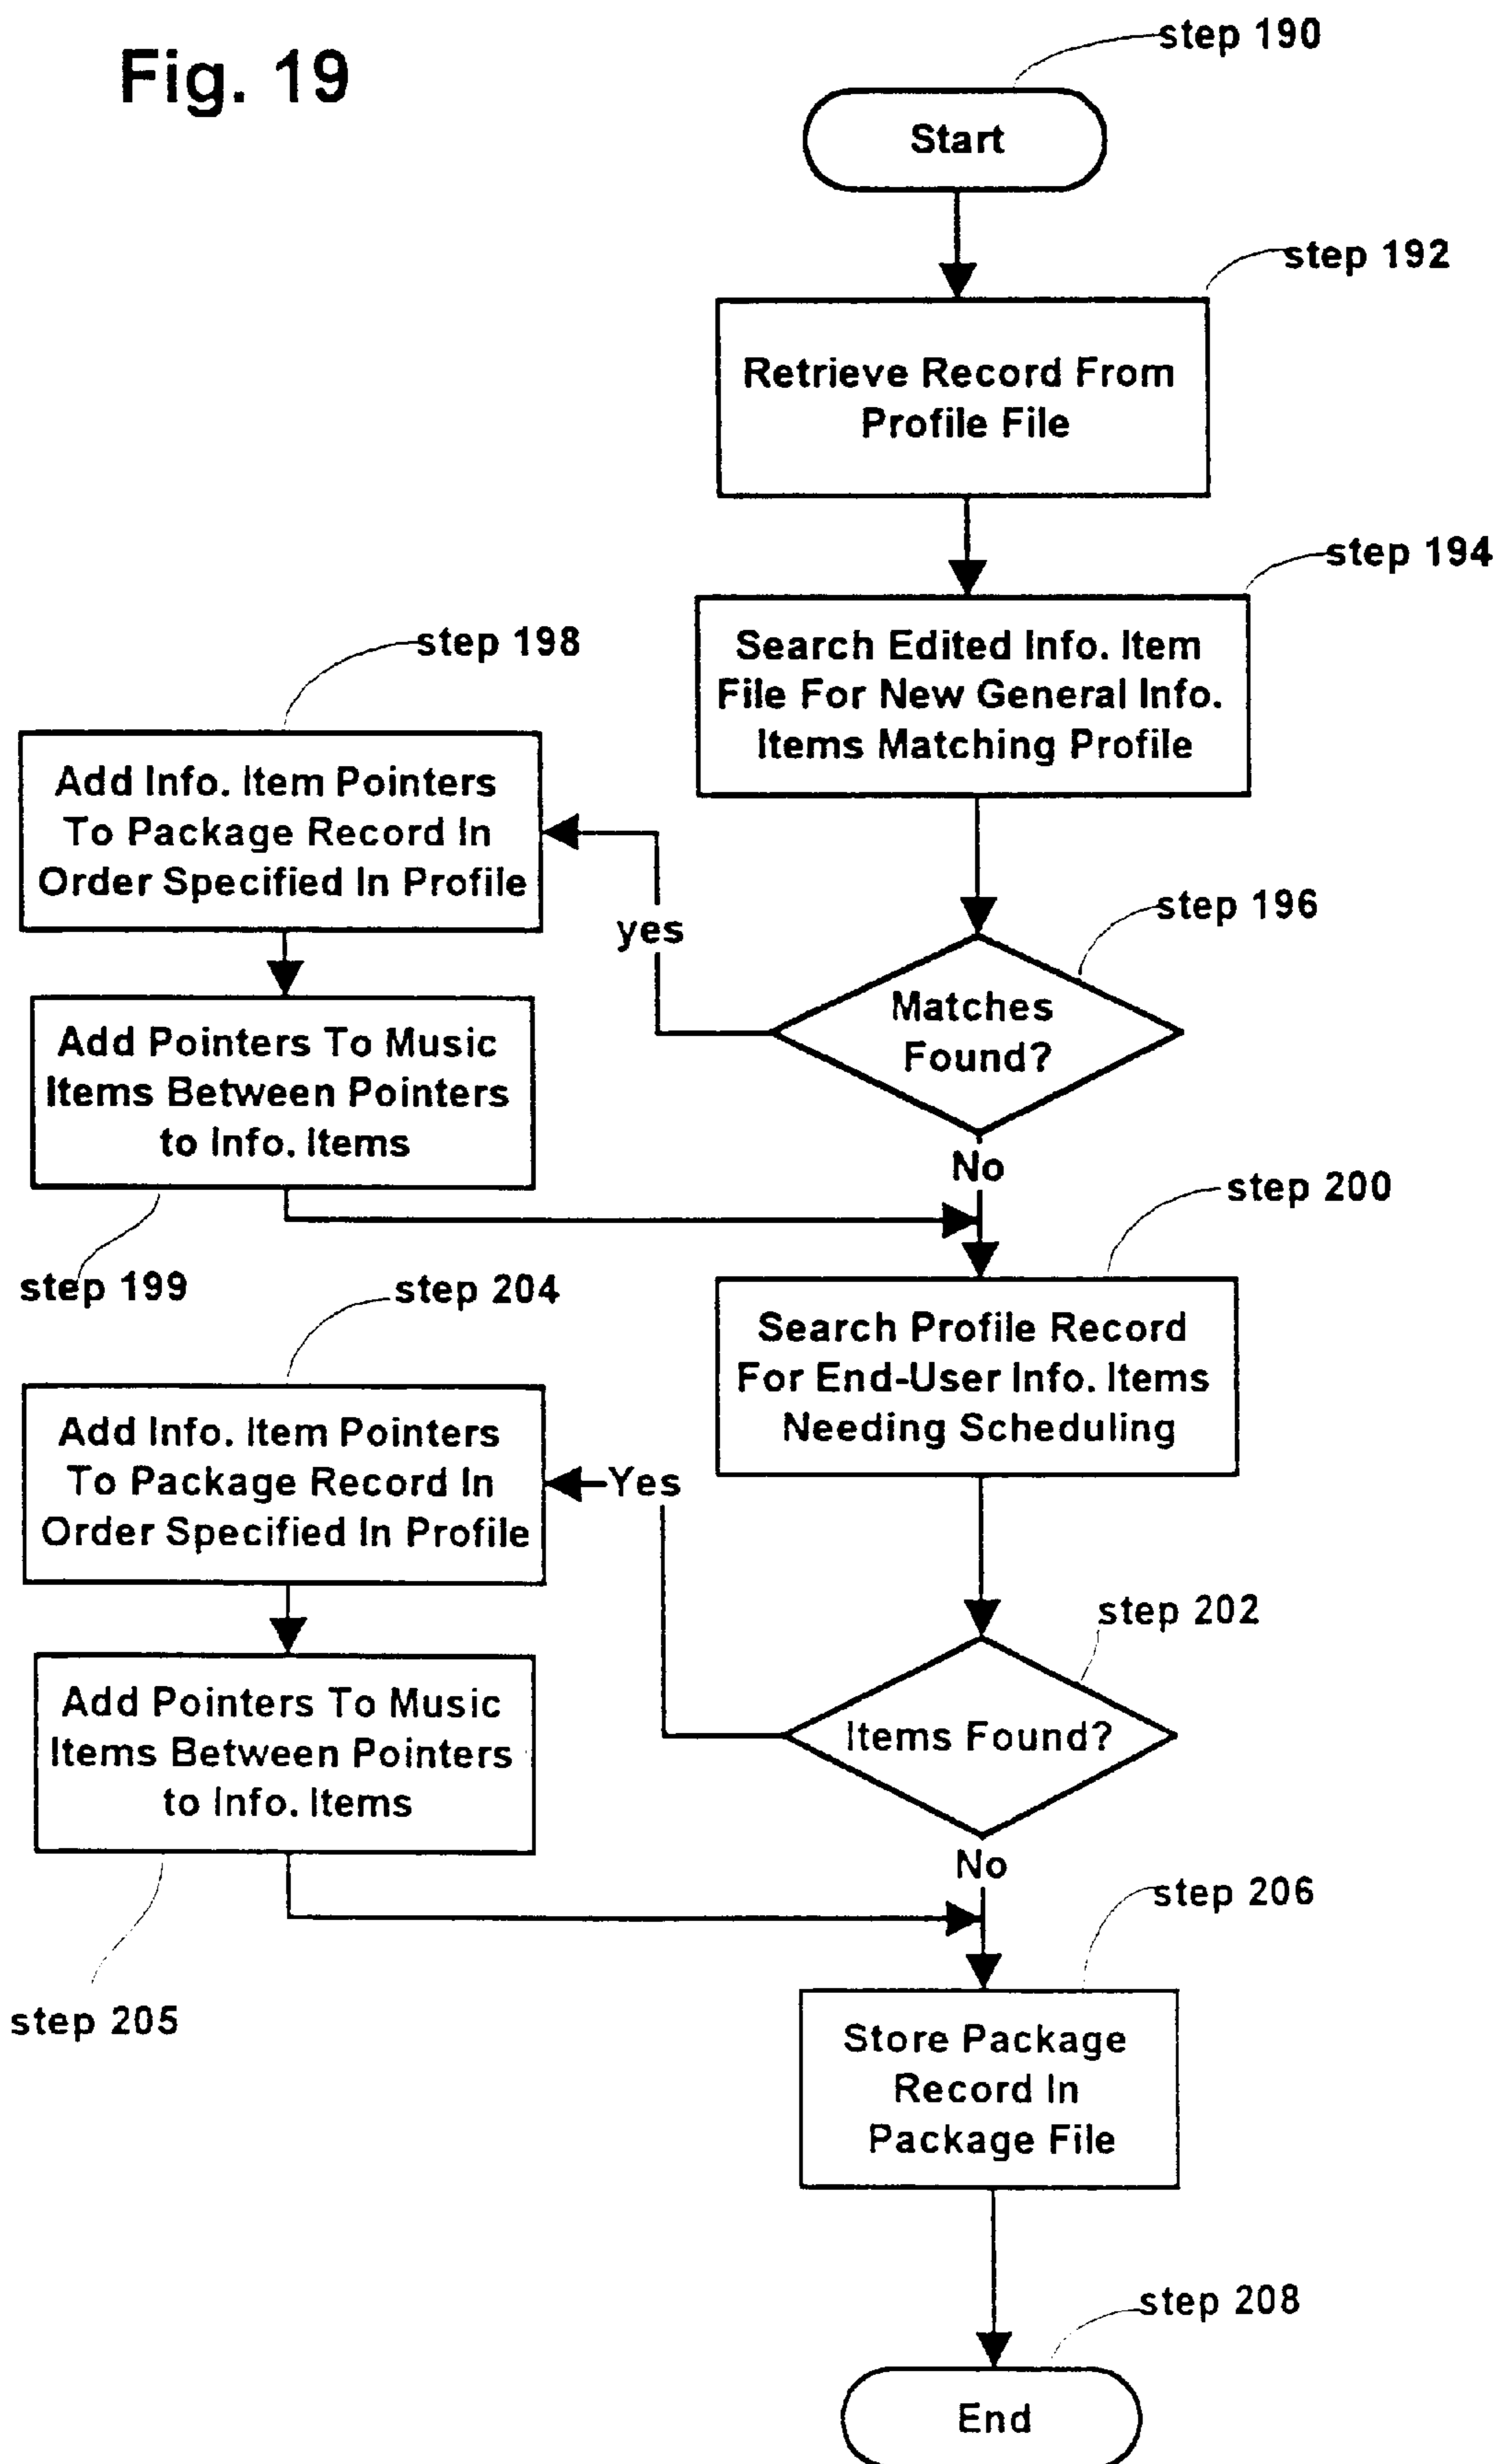 Fig. 19
step 190
Start
step 192
Retrieve Record From
Profile File
step 194
Search Edited Info. Item
File For New General Info.
Items Matching Profile
step 198
Add Info. Item Pointers
To Package Record In
Order Specified In Profile
yes
step 196
Matches
Found?
Add Pointers To Music
Items Between Pointers
to Info. Items
No
step 199
step 200
Search Profile Record
For End-User Info. Items
Needing Scheduling
step 204
Add Info. Item Pointers
To Package Record In
Order Specified In Profile
Yes
step 202
Items Found?
Add Pointers To Music
Items Between Pointers
to Info. Items
No
step 205
step 206
Store Package
Record In
Package File
step 208
End